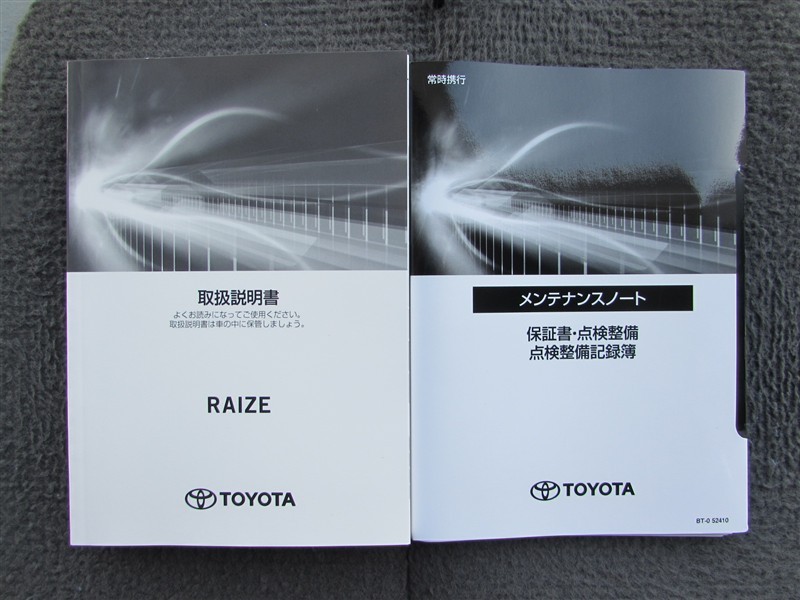 取扱説明書
よくお読みになってご使用ください。
取扱説明書は車の中に保管しましょう。
RAIZE
TOYOTA
常時携行
メンテナンスノート
保証書・点検整備
点検整備記録簿
TOYOTA
BT-0 52410